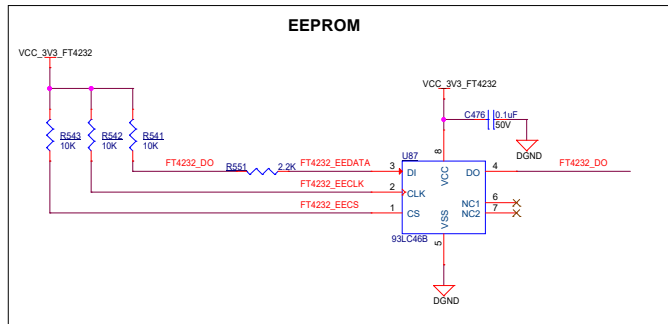 EEPROM
VCC_3V3_FT4232
VCC_3V3_FT4232
C476 0.1uF
50V
R543 R542 R541
10K 10K 10K
DGND
FT4232_DO R551 2.2K FT4232_EEDATA
U87
8
VCC
3 DI DO 4 FT4232_DO
FT4232_EECLK 2 CLK
NC1 6
FT4232_EECS 1 CS NC2 7
VSS
93LC46B
5
DGND